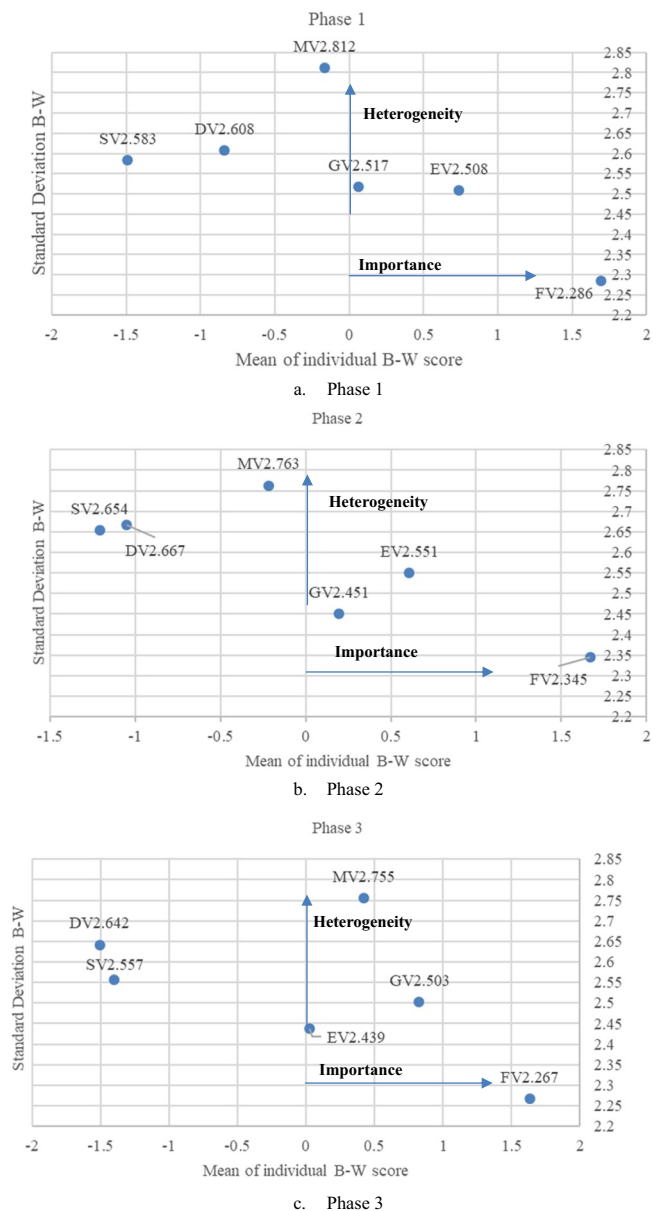 Phase 1
MV2.812
2.85
2.8
2.75
2.7
2.65
2.6
2.55
2.5
2.45
2.4
2.35
2.3
2.25
2.2
Heterogeneity
DV2.608
SV2.583
GV2.517
EV2.508
Importance
FV2.286
Standard Deviation B-W
-2
-1.5
-1
-0.5
0
0.5
1
1.5
2
Mean of individual B-W score
a. Phase 1
Phase 2
MV2.763
2.85
2.8
2.75
2.7
2.65
2.6
2.55
2.5
2.45
2.4
2.35
2.3
2.25
2.2
Heterogeneity
SV2.654
DV2.667
EV2.551
GV2.451
Importance
FV2.345
Standard Deviation B-W
-1.5
-1
-0.5
0
0.5
1
1.5
2
Mean of individual B-W score
b. Phase 2
Phase 3
MV2.755
2.85
2.8
2.75
2.7
2.65
2.6
2.55
2.5
2.45
2.4
2.35
2.3
2.25
2.2
Heterogeneity
DV2.642
SV2.557
GV2.503
EV2.439
Importance
FV2.267
Standard Deviation B-W
-2
-1.5
-1
-0.5
0
0.5
1
1.5
2
Mean of individual B-W score
c. Phase 3